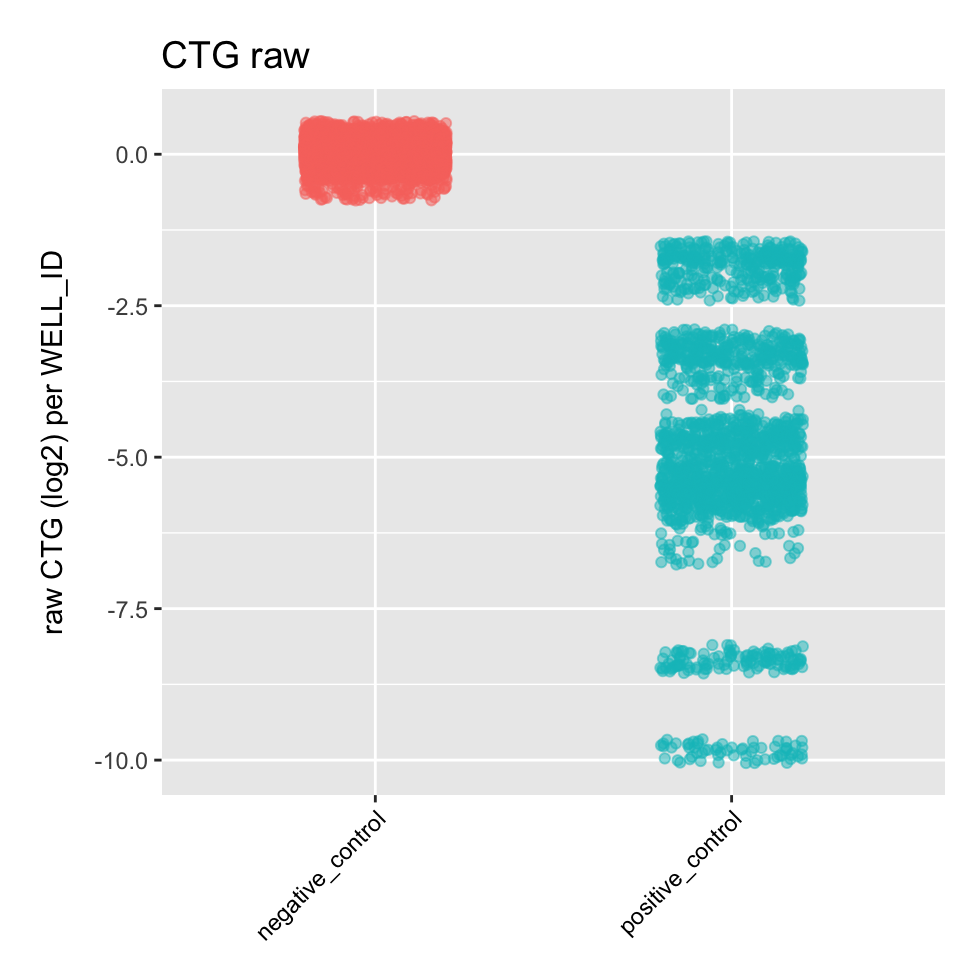 CTG raw
raw CTG (log2) per WELL_ID
0.0
-2.5
-5.0
-7.5
-10.0
negative_control
positive_control